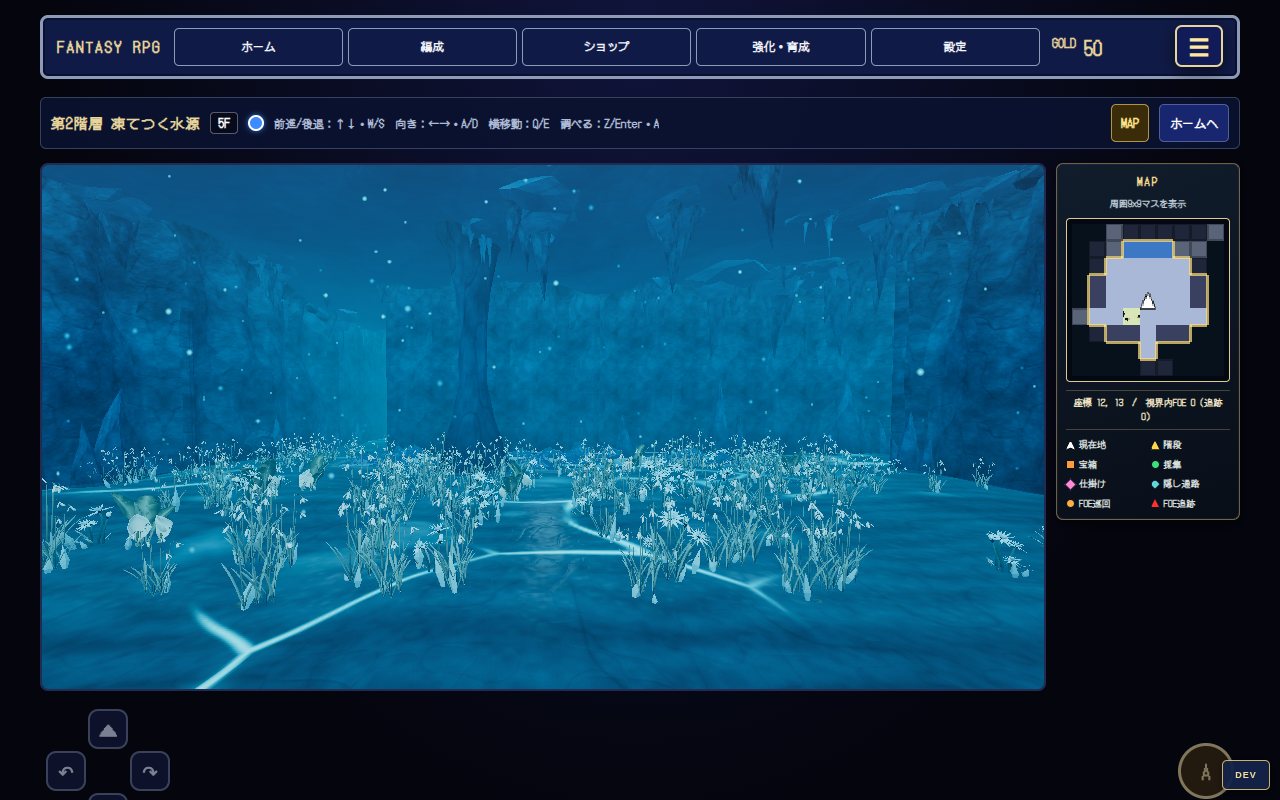 FANTASY RPG
ホーム
編成
ショップ
強化・育成
設定
GOLD 50
第2階層 凍てつく水源
5F
前進/後退：↑↓・W/S 向き：←→・A/D 横移動：Q/E 調べる：Z/Enter・A
MAP
ホームへ
MAP
周囲9x9マスを表示
座標 12, 13 / 視界内FOE 0（追跡
0）
現在地
階段
宝箱
採集
仕掛け
隠し通路
FOE巡回
FOE追跡
A
DEV